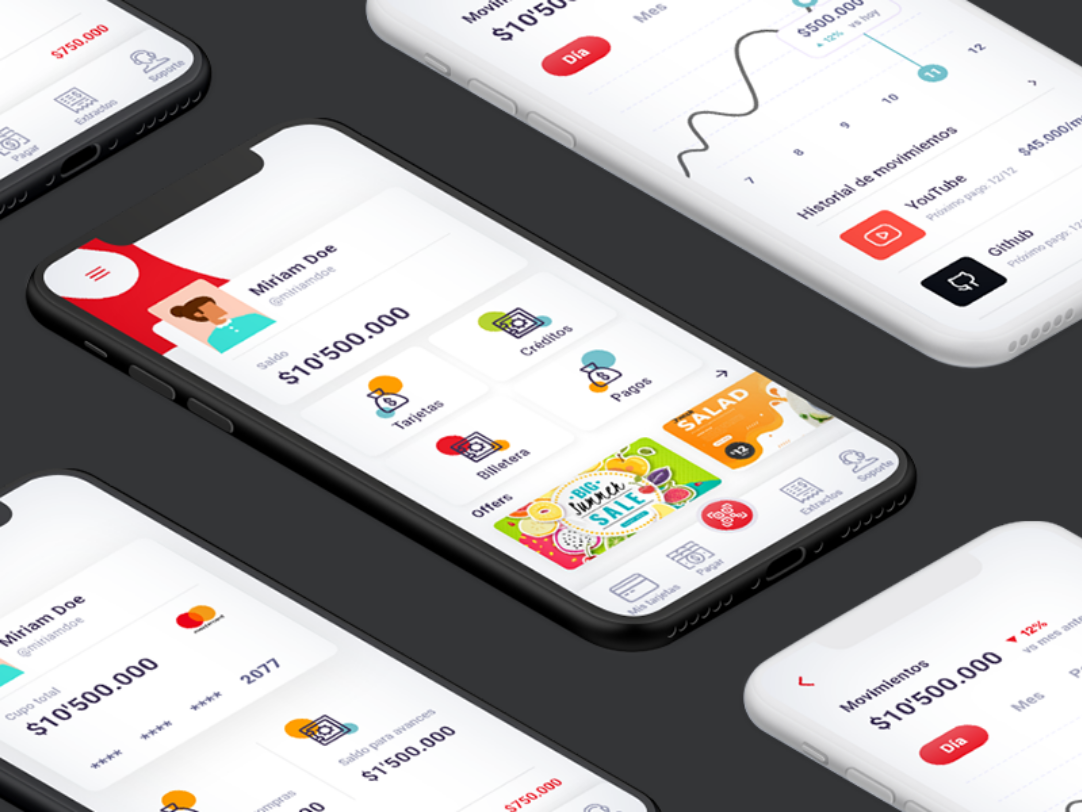 $750.000
Pagar
Extractos
Soporte
$10'500.000
Mes
Día
$500.000
▲ 12% vs hoy
7
8
9
10
11
12
Historial de movimientos
YouTube
$45.000/m
Próximo pago: 12/12
Github
Próximo pago: 12
Miriam Doe
@miriamdoe
Saldo
$10'500.000
Tarjetas
Créditos
Billetera
Pagos
Offers
BIG
Summer
SALE
SALAD
$12
Mis tarjetas
Pagar
Extractos
Soporte
Miriam Doe
@miriamdoe
mastercard
Cupo total
$10'500.000
**** **** **** 2077
Saldo para avances
$1'500.000
$750.000
Movimientos
$10'500.000
▼ 12%
vs mes ante
Día
Mes